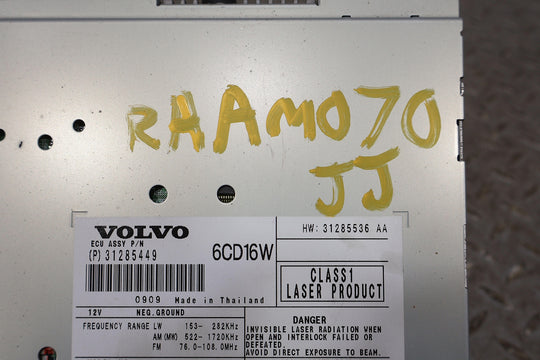 RHAM070
JJ
VOLVO
ECU ASSY P/N
(P) 31285449
6CD16W
HW: 31285536 AA
0909 Made in Thailand
CLASS1
LASER PRODUCT
12V NEG.GROUND
FREQUENCY RANGE LW 153- 282KHz
AM(MW) 522- 1720KHz
FM 76.0-108.0MHz
DANGER
INVISIBLE LASER RADIATION WHEN
OPEN AND INTERLOCK FAILED OR
DEFEATED.
AVOID DIRECT EXPOSURE TO BEAM.